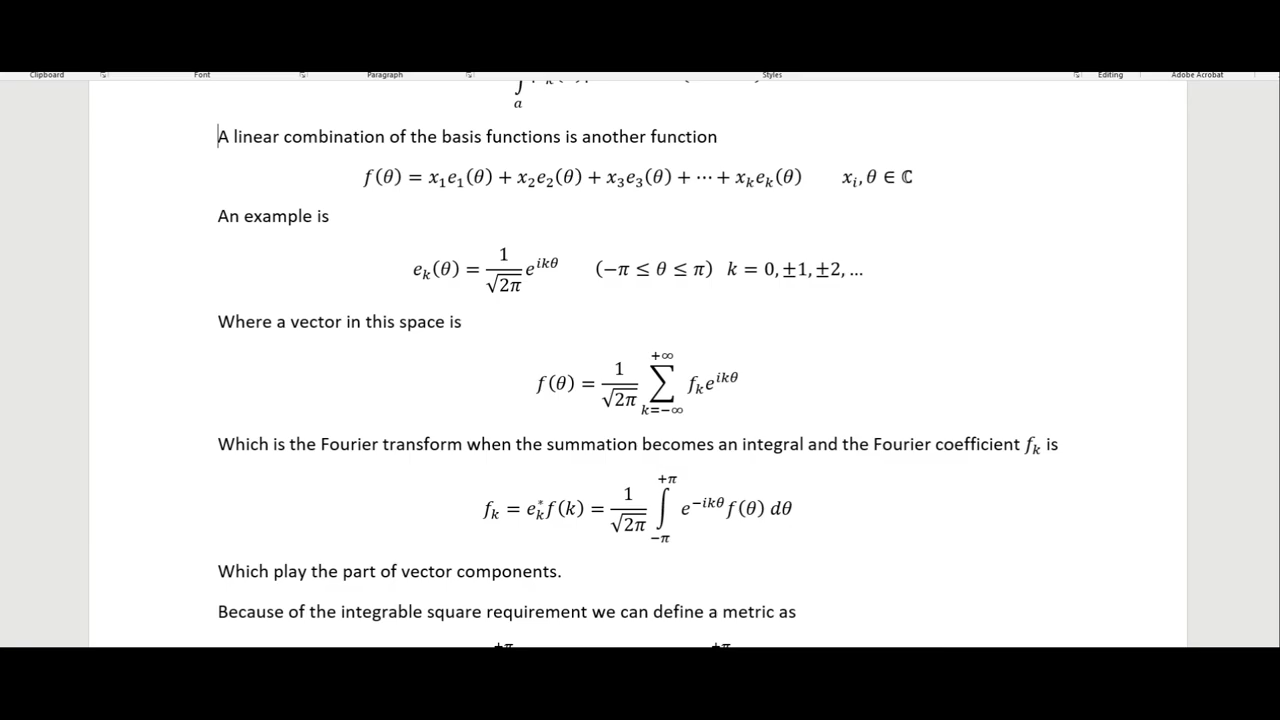 Clipboard Font Paragraph Styles Editing Adobe Acrobat
a
A linear combination of the basis functions is another function
f(θ) = x₁e₁(θ) + x₂e₂(θ) + x₃e₃(θ) + ⋯ + xₖeₖ(θ) xᵢ, θ ∈ ℂ
An example is
eₖ(θ) = 1/√2π e^{ikθ} (−π ≤ θ ≤ π) k = 0, ±1, ±2, …
Where a vector in this space is
f(θ) = 1/√2π ∑_{k=−∞}^{+∞} fₖe^{ikθ}
Which is the Fourier transform when the summation becomes an integral and the Fourier coefficient fₖ is
fₖ = eₖ* f(k) = 1/√2π ∫_{−π}^{+π} e^{−ikθ} f(θ) dθ
Which play the part of vector components.
Because of the integrable square requirement we can define a metric as